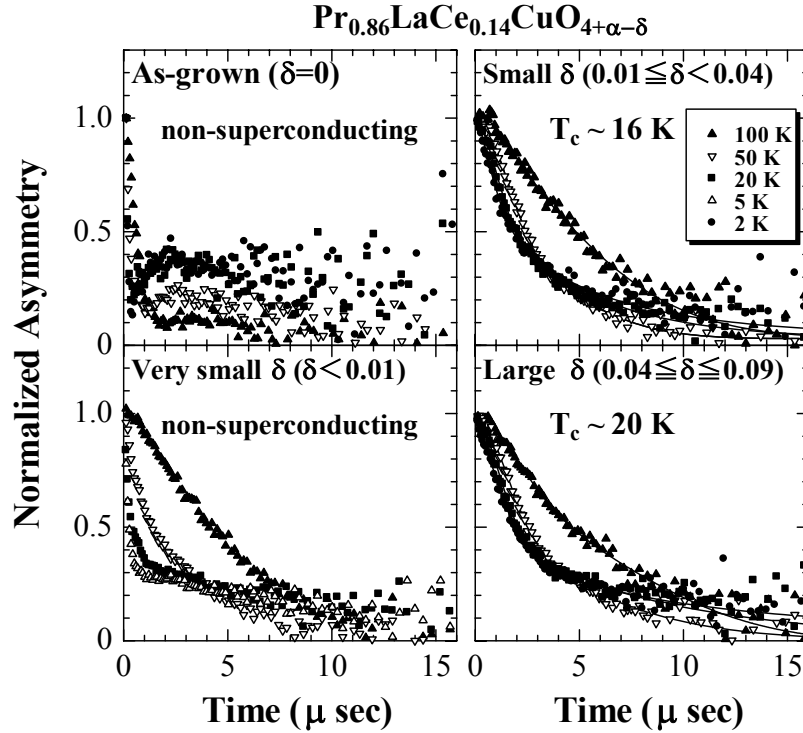 Pr0.86LaCe0.14CuO4+α−δ
As-grown (δ=0)
non-superconducting
Small δ (0.01≦δ<0.04)
Tc ~ 16 K
100 K
50 K
20 K
5 K
2 K
Very small δ (δ<0.01)
non-superconducting
Large δ (0.04≦δ≦0.09)
Tc ~ 20 K
Normalized Asymmetry
1.0
0.5
0
1.0
0.5
0
0 5 10 15
0 5 10 15
Time (μ sec)
Time (μ sec)